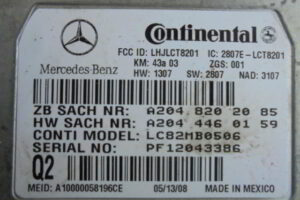 Continental
FCC ID: LHJLCT8201 IC: 2807E-LCT8201
Mercedes-Benz KM: 43a 03 ZGS: 001
HW: 1307 SW: 2807 NAD: 3107
ZB SACH NR: A204 820 20 85
HW SACH NR: A204 446 01 59
CONTI MODEL: LC82MB0506
SERIAL NO: PF12043386
Q2
MEID: A10000058196CE 05/13/08 MADE IN MEXICO